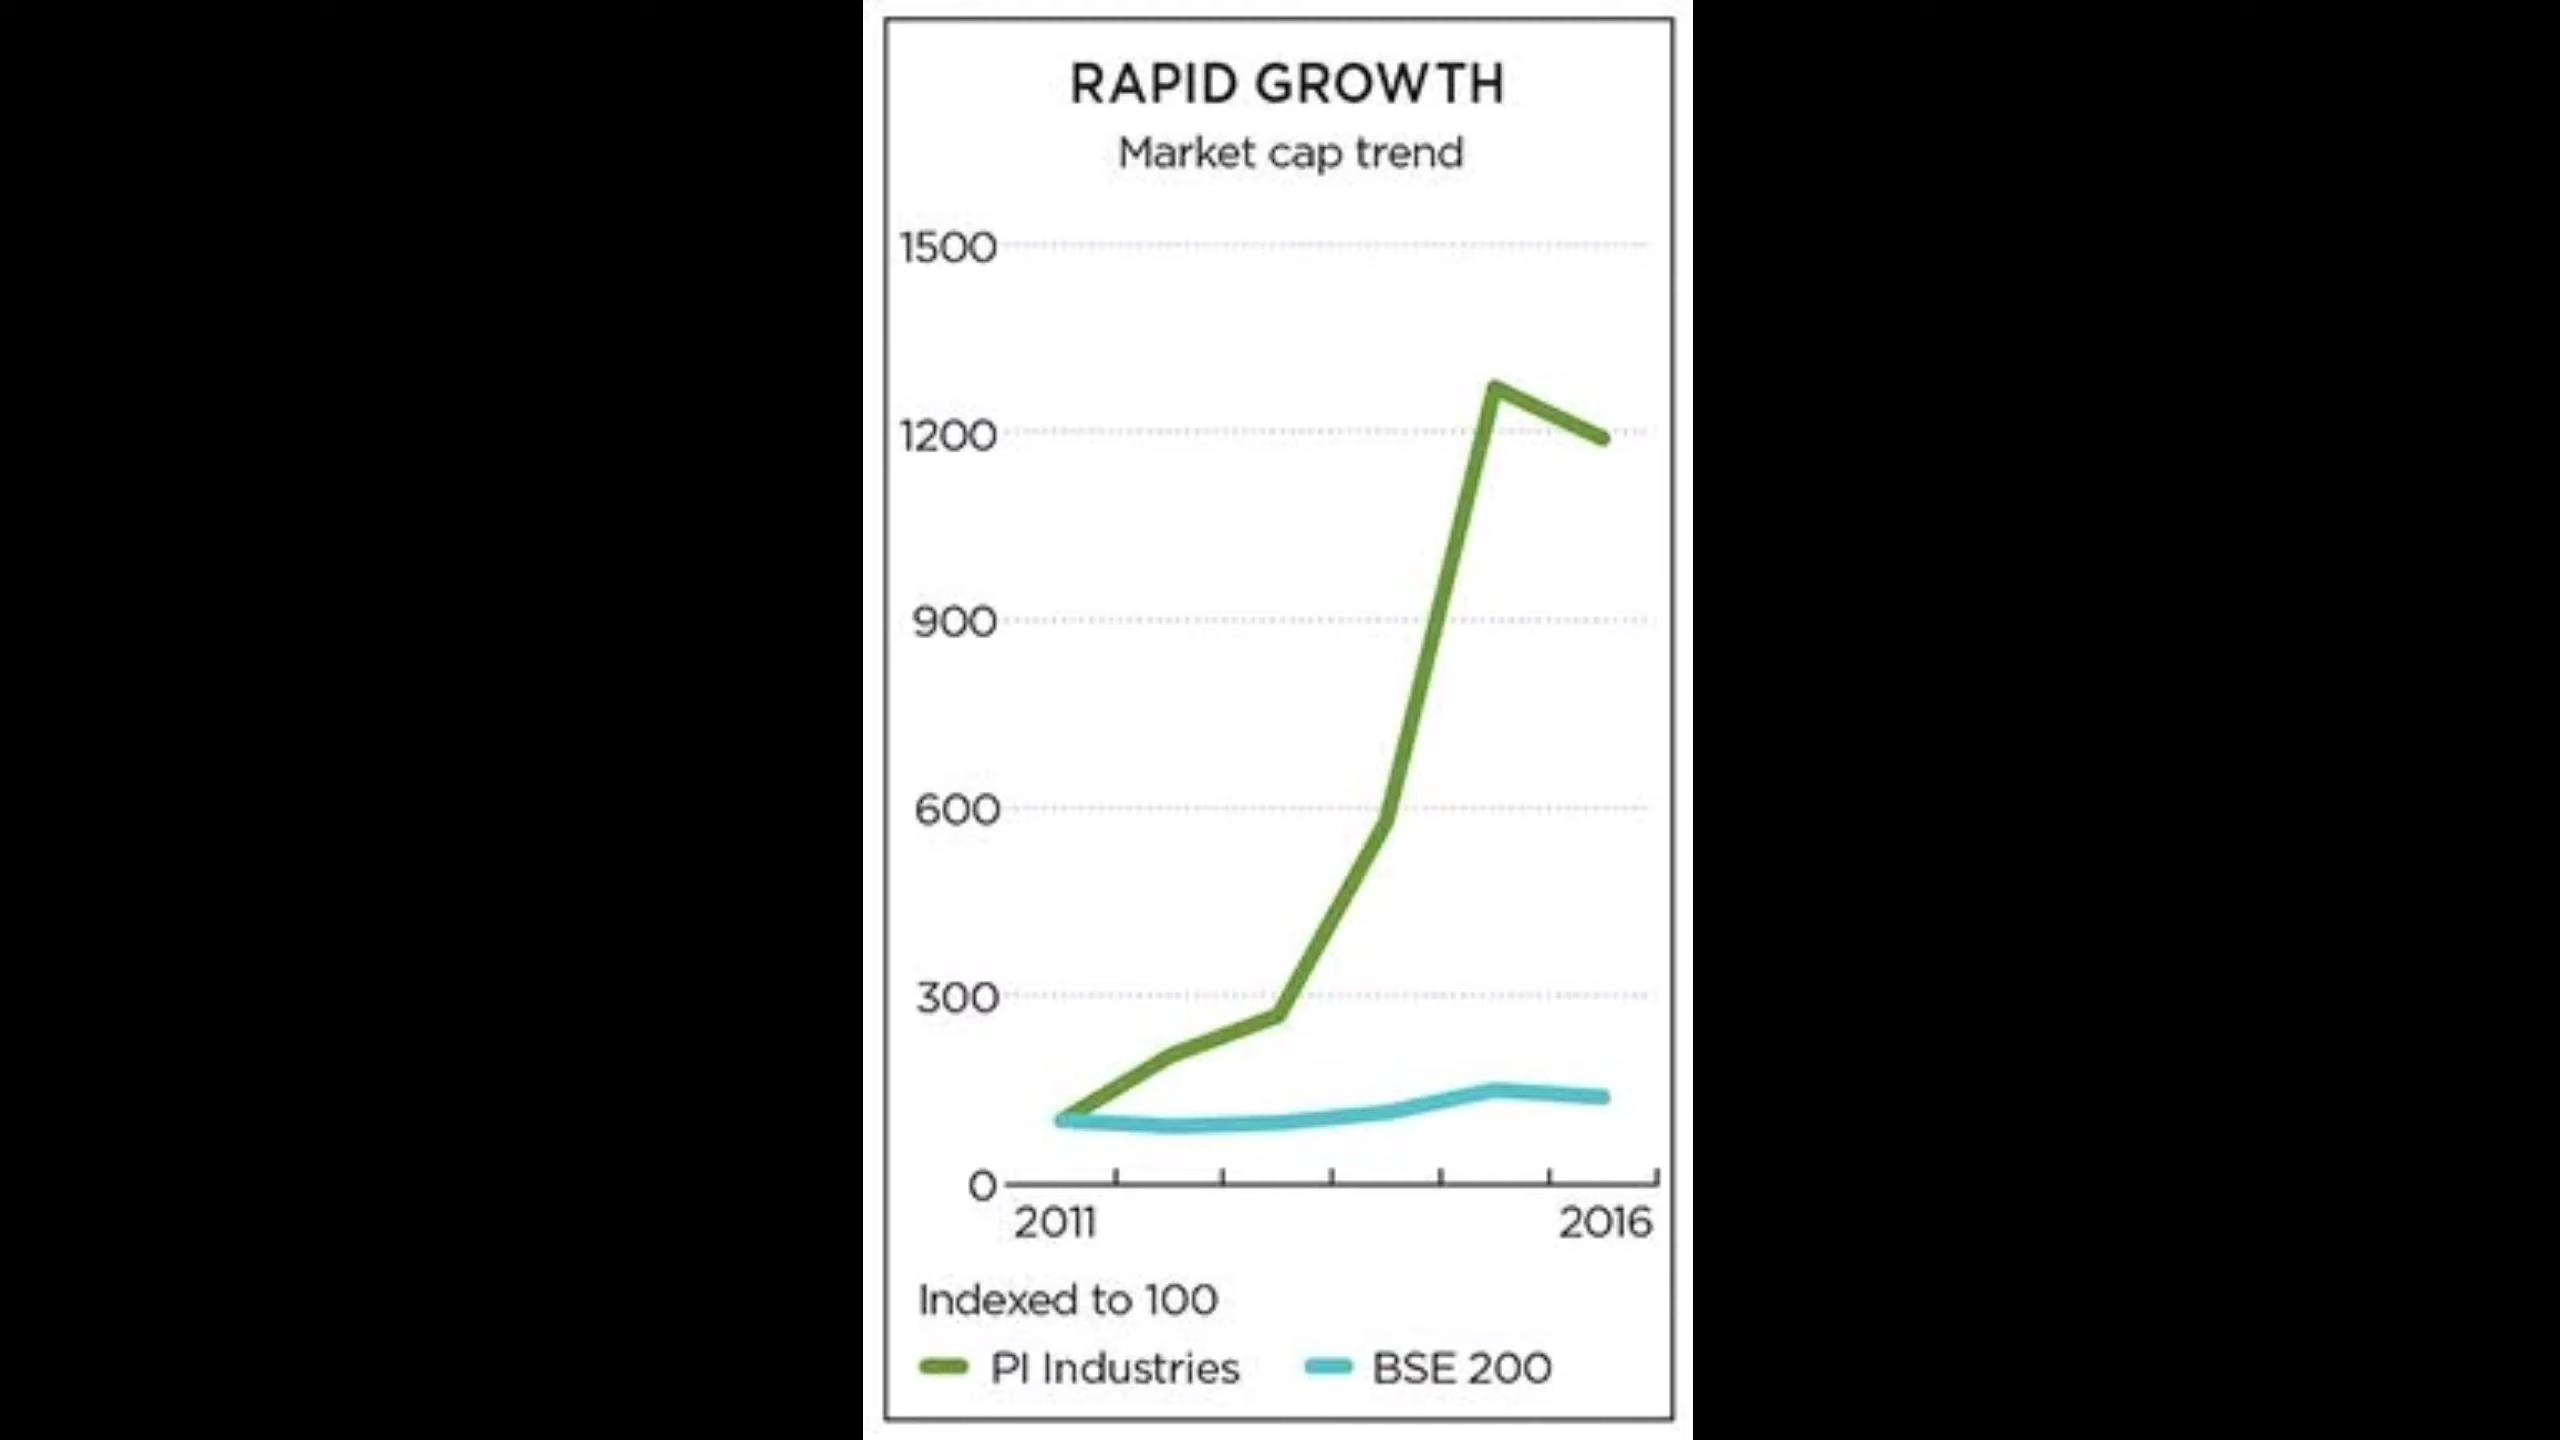 RAPID GROWTH
Market cap trend
1500
1200
900
600
300
0
2011 2016
Indexed to 100
PI Industries BSE 200